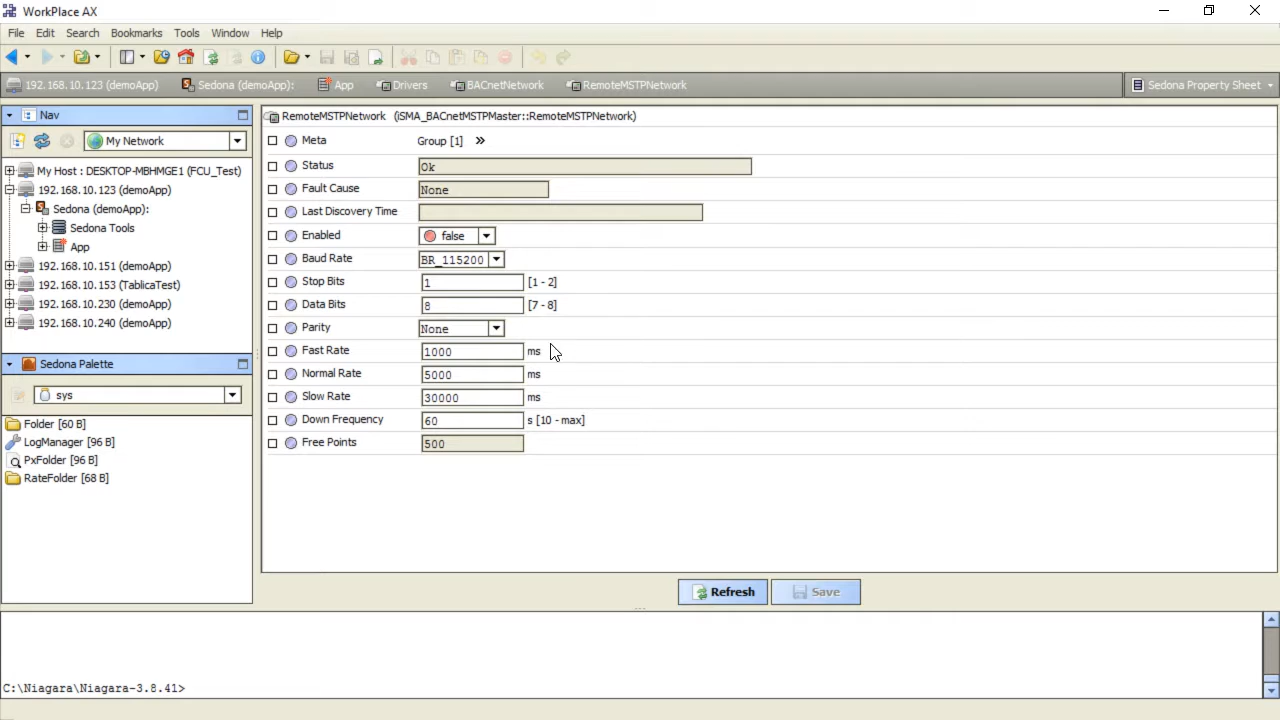 WorkPlace AX
File Edit Search Bookmarks Tools Window Help
192.168.10.123 (demoApp) Sedona (demoApp): App Drivers BACnetNetwork RemoteMSTPNetwork Sedona Property Sheet
Nav
My Network
My Host : DESKTOP-MBHMGE1 (FCU_Test)
192.168.10.123 (demoApp)
Sedona (demoApp):
Sedona Tools
App
192.168.10.151 (demoApp)
192.168.10.153 (TablicaTest)
192.168.10.230 (demoApp)
192.168.10.240 (demoApp)
Sedona Palette
sys
Folder [60 B]
LogManager [96 B]
PxFolder [96 B]
RateFolder [68 B]
RemoteMSTPNetwork (iSMA_BACnetMSTPMaster::RemoteMSTPNetwork)
Meta Group [1] »
Status Ok
Fault Cause None
Last Discovery Time
Enabled false
Baud Rate BR_115200
Stop Bits 1 [1 - 2]
Data Bits 8 [7 - 8]
Parity None
Fast Rate 1000 ms
Normal Rate 5000 ms
Slow Rate 30000 ms
Down Frequency 60 s [10 - max]
Free Points 500
Refresh Save
C:\Niagara\Niagara-3.8.41>